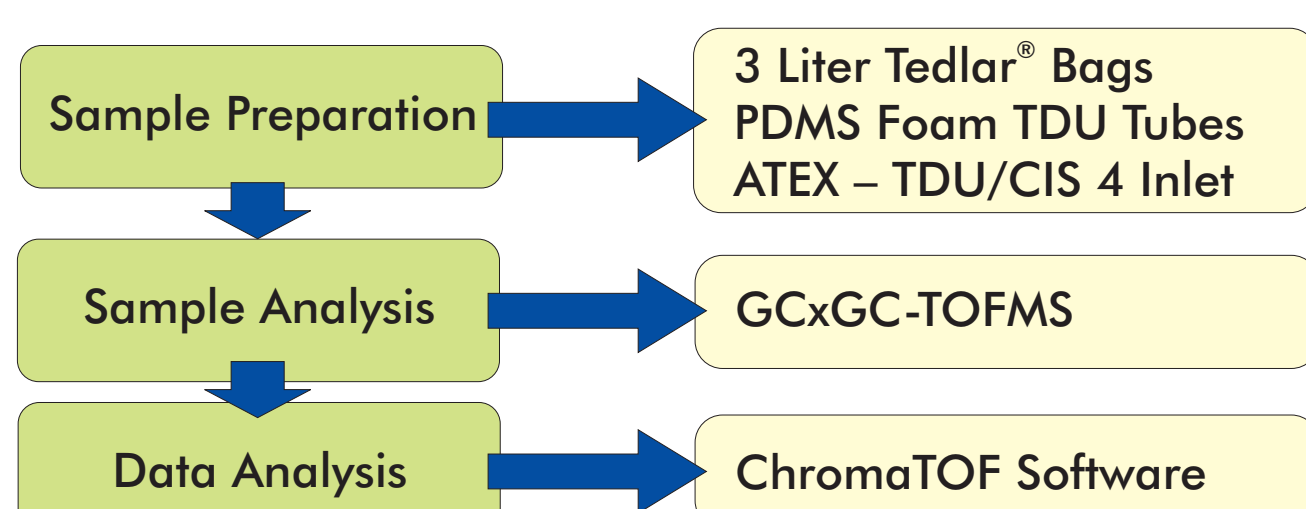 Sample Preparation
3 Liter Tedlar® Bags
PDMS Foam TDU Tubes
ATEX – TDU/CIS 4 Inlet
Sample Analysis
GCxGC-TOFMS
Data Analysis
ChromaTOF Software